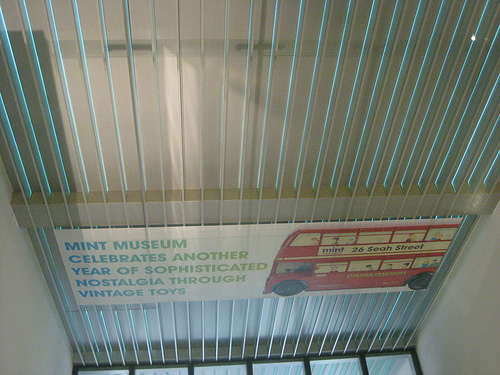 MINT MUSEUM
CELEBRATES ANOTHER
YEAR OF SOPHISTICATED
NOSTALGIA THROUGH
VINTAGE TOYS
mint 26 Seah Street